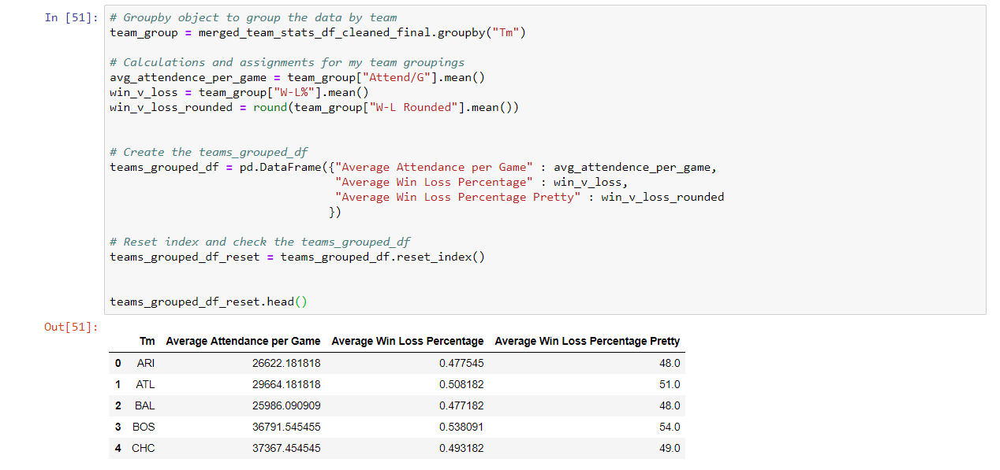 In [51]:
# Groupby object to group the data by team
team_group = merged_team_stats_df_cleaned_final.groupby("Tm")
# Calculations and assignments for my team groupings
avg_attendence_per_game = team_group["Attend/G"].mean()
win_v_loss = team_group["W-L%"].mean()
win_v_loss_rounded = round(team_group["W-L Rounded"].mean())
# Create the teams_grouped_df
teams_grouped_df = pd.DataFrame({"Average Attendance per Game" : avg_attendence_per_game,
"Average Win Loss Percentage" : win_v_loss,
"Average Win Loss Percentage Pretty" : win_v_loss_rounded
})
# Reset index and check the teams_grouped_df
teams_grouped_df_reset = teams_grouped_df.reset_index()
teams_grouped_df_reset.head()
Out[51]:
Tm Average Attendance per Game Average Win Loss Percentage Average Win Loss Percentage Pretty
0 ARI 26622.181818 0.477545 48.0
1 ATL 29664.181818 0.508182 51.0
2 BAL 25986.090909 0.477182 48.0
3 BOS 36791.545455 0.538091 54.0
4 CHC 37367.454545 0.493182 49.0